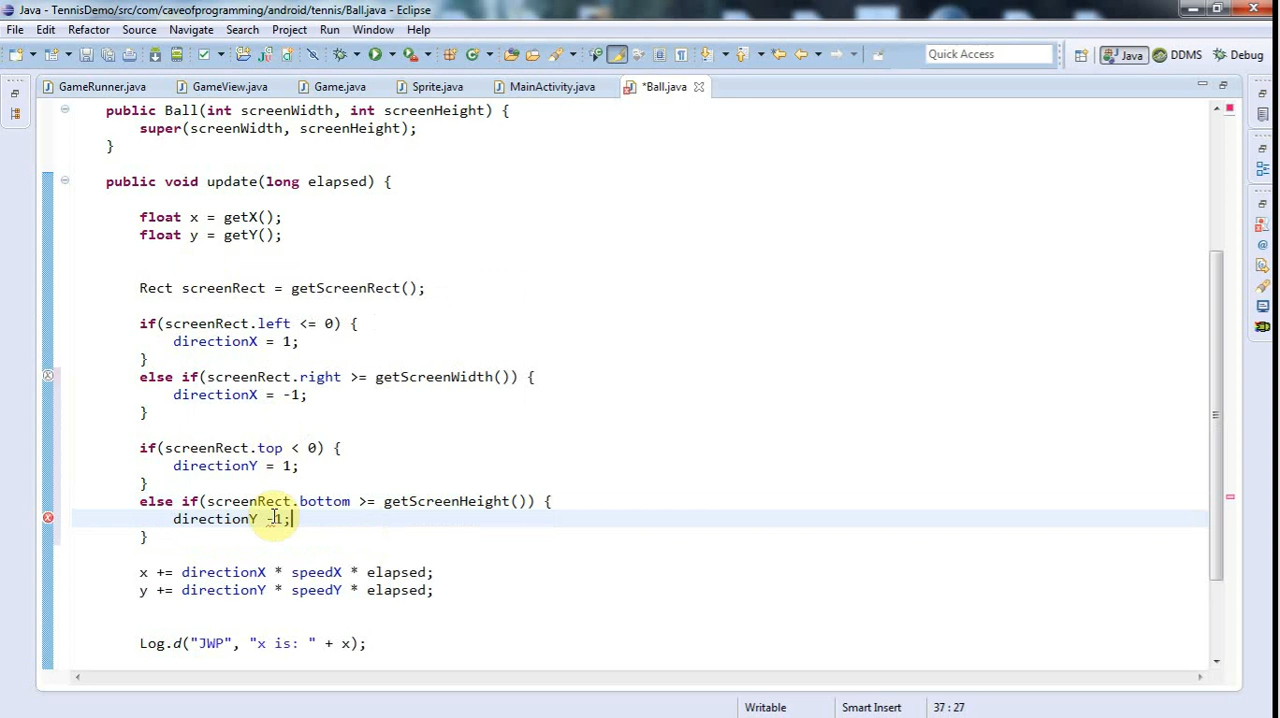 Java - TennisDemo/src/com/caveofprogramming/android/tennis/Ball.java - Eclipse
File Edit Refactor Source Navigate Search Project Run Window Help
Quick Access Java DDMS Debug
GameRunner.java GameView.java Game.java Sprite.java MainActivity.java *Ball.java
public Ball(int screenWidth, int screenHeight) {
super(screenWidth, screenHeight);
}
public void update(long elapsed) {
float x = getX();
float y = getY();
Rect screenRect = getScreenRect();
if(screenRect.left <= 0) {
directionX = 1;
}
else if(screenRect.right >= getScreenWidth()) {
directionX = -1;
}
if(screenRect.top < 0) {
directionY = 1;
}
else if(screenRect.bottom >= getScreenHeight()) {
directionY -1;
}
x += directionX * speedX * elapsed;
y += directionY * speedY * elapsed;
Log.d("JWP", "x is: " + x);
Writable Smart Insert 37 : 27